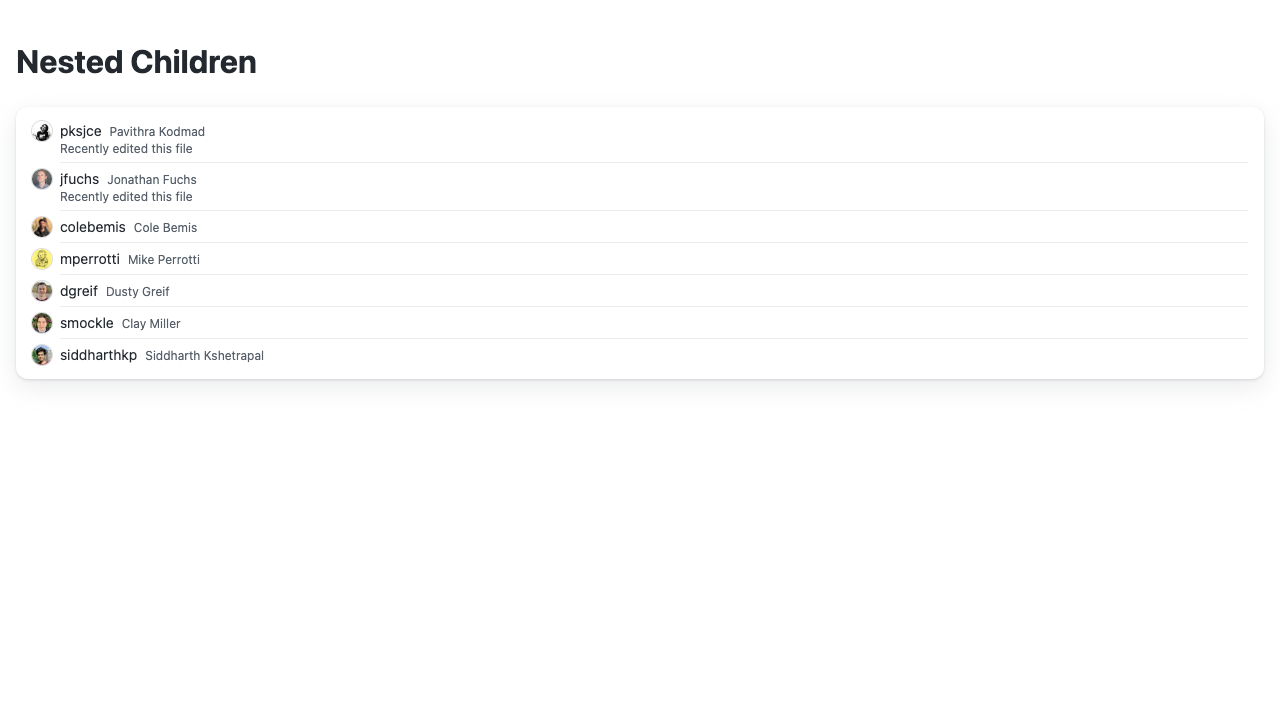 Nested Children
pksjce Pavithra Kodmad
Recently edited this file
jfuchs Jonathan Fuchs
Recently edited this file
colebemis Cole Bemis
mperrotti Mike Perrotti
dgreif Dusty Greif
smockle Clay Miller
siddharthkp Siddharth Kshetrapal